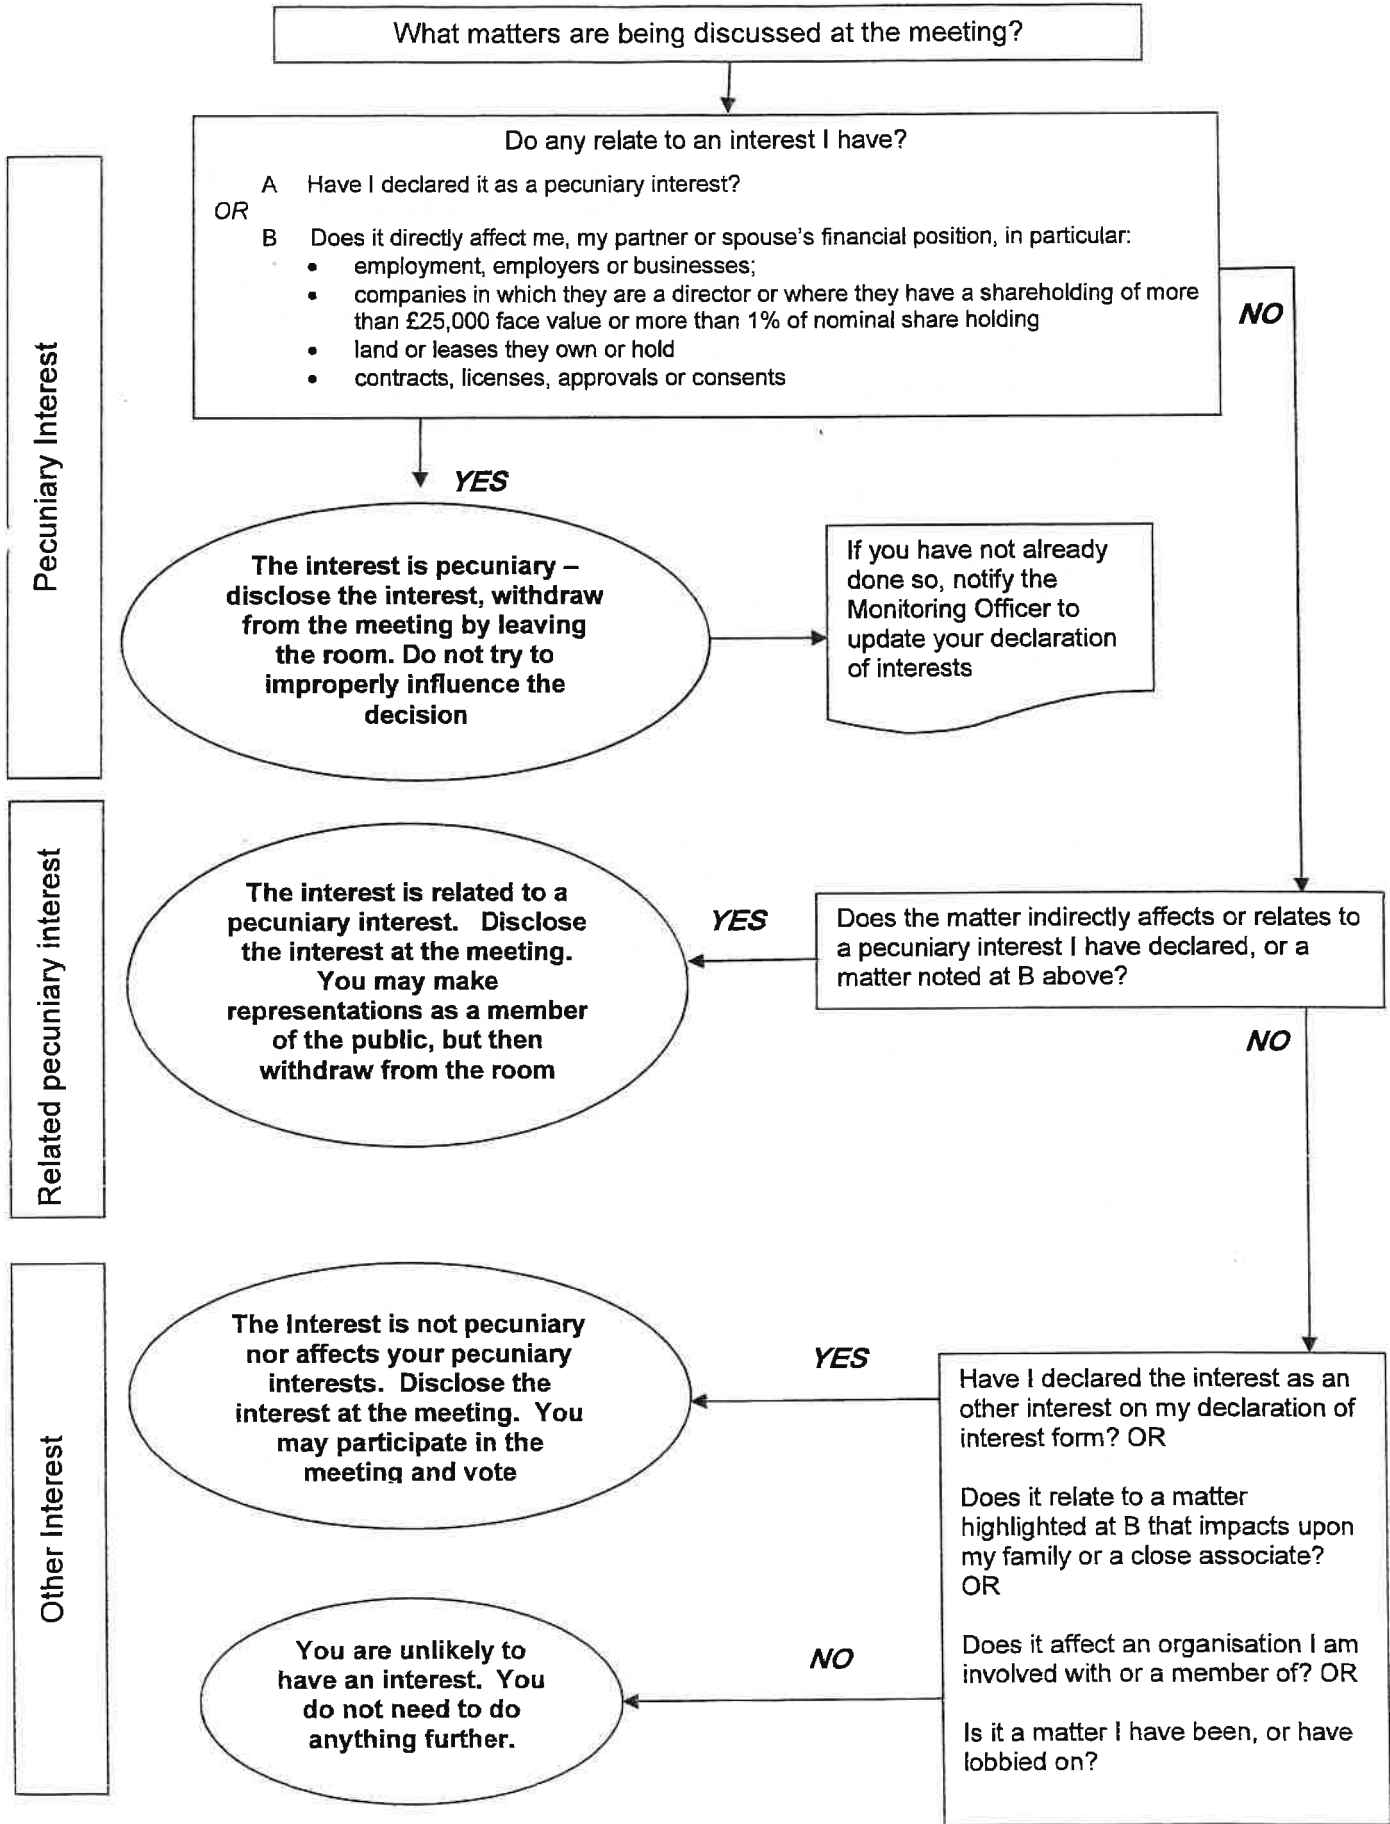 What matters are being discussed at the meeting?
Do any relate to an interest I have?
A Have I declared it as a pecuniary interest?
OR
B Does it directly affect me, my partner or spouse's financial position, in particular:
• employment, employers or businesses;
• companies in which they are a director or where they have a shareholding of more
than £25,000 face value or more than 1% of nominal share holding
• land or leases they own or hold
• contracts, licenses, approvals or consents
NO
Pecuniary Interest
YES
The interest is pecuniary –
disclose the interest, withdraw
from the meeting by leaving
the room. Do not try to
improperly influence the
decision
If you have not already
done so, notify the
Monitoring Officer to
update your declaration
of interests
Related pecuniary interest
The interest is related to a
pecuniary interest. Disclose
the interest at the meeting.
You may make
representations as a member
of the public, but then
withdraw from the room
YES
Does the matter indirectly affects or relates to
a pecuniary interest I have declared, or a
matter noted at B above?
NO
Other Interest
The Interest is not pecuniary
nor affects your pecuniary
interests. Disclose the
interest at the meeting. You
may participate in the
meeting and vote
YES
Have I declared the interest as an
other interest on my declaration of
interest form? OR
Does it relate to a matter
highlighted at B that impacts upon
my family or a close associate?
OR
Does it affect an organisation I am
involved with or a member of? OR
Is it a matter I have been, or have
lobbied on?
NO
You are unlikely to
have an interest. You
do not need to do
anything further.